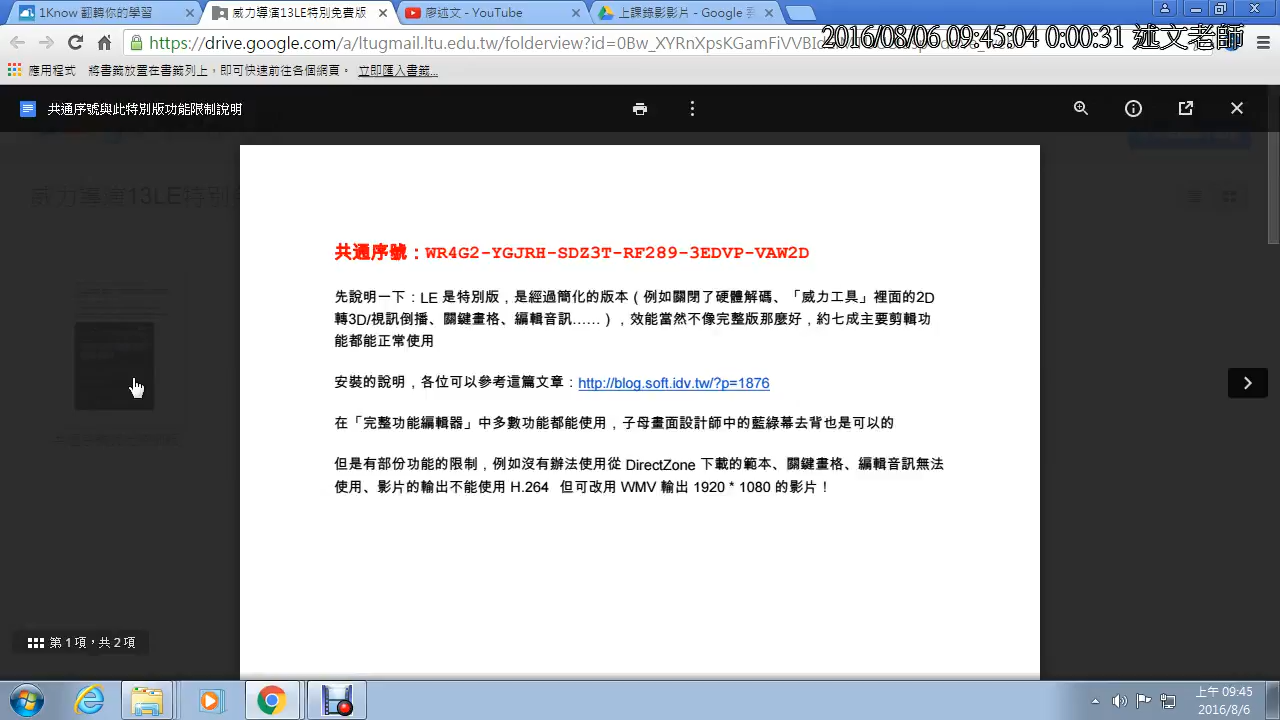 1Know 翻轉你的學習
威力導演13LE特別免費版
廖述文 - YouTube
上課錄影影片 - Google 雲
https://drive.google.com/a/ltugmail.ltu.edu.tw/folderview?id=0Bw_XYRnXpsKGamFiVVBI
2016/08/06 09:45:04 0:00:31 述文老師
應用程式
將書籤放置在書籤列上，即可快速前往各個網頁。
立即匯入書籤...
共通序號與此特別版功能限制說明
威力導演13LE特別
共通序號：WR4G2-YGJRH-SDZ3T-RF289-3EDVP-VAW2D
先說明一下：LE 是特別版，是經過簡化的版本（例如關閉了硬體解碼、「威力工具」裡面的2D
轉3D/視訊倒播、關鍵畫格、編輯音訊……），效能當然不像完整版那麼好，約七成主要剪輯功
能都能正常使用
安裝的說明，各位可以參考這篇文章：http://blog.soft.idv.tw/?p=1876
在「完整功能編輯器」中多數功能都能使用，子母畫面設計師中的藍綠幕去背也是可以的
但是有部份功能的限制，例如沒有辦法使用從 DirectZone 下載的範本、關鍵畫格、編輯音訊無法
使用、影片的輸出不能使用 H.264 但可改用 WMV 輸出 1920 * 1080 的影片！
第 1 項，共 2 項
上午 09:45
2016/8/6